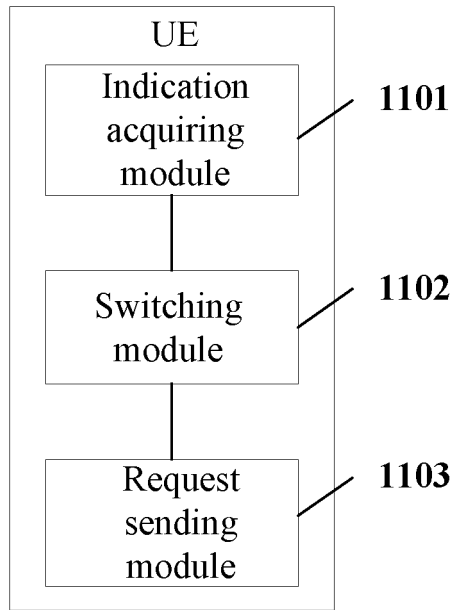 UE
Indication
acquiring
module
1101
Switching
module
1102
Request
sending
module
1103